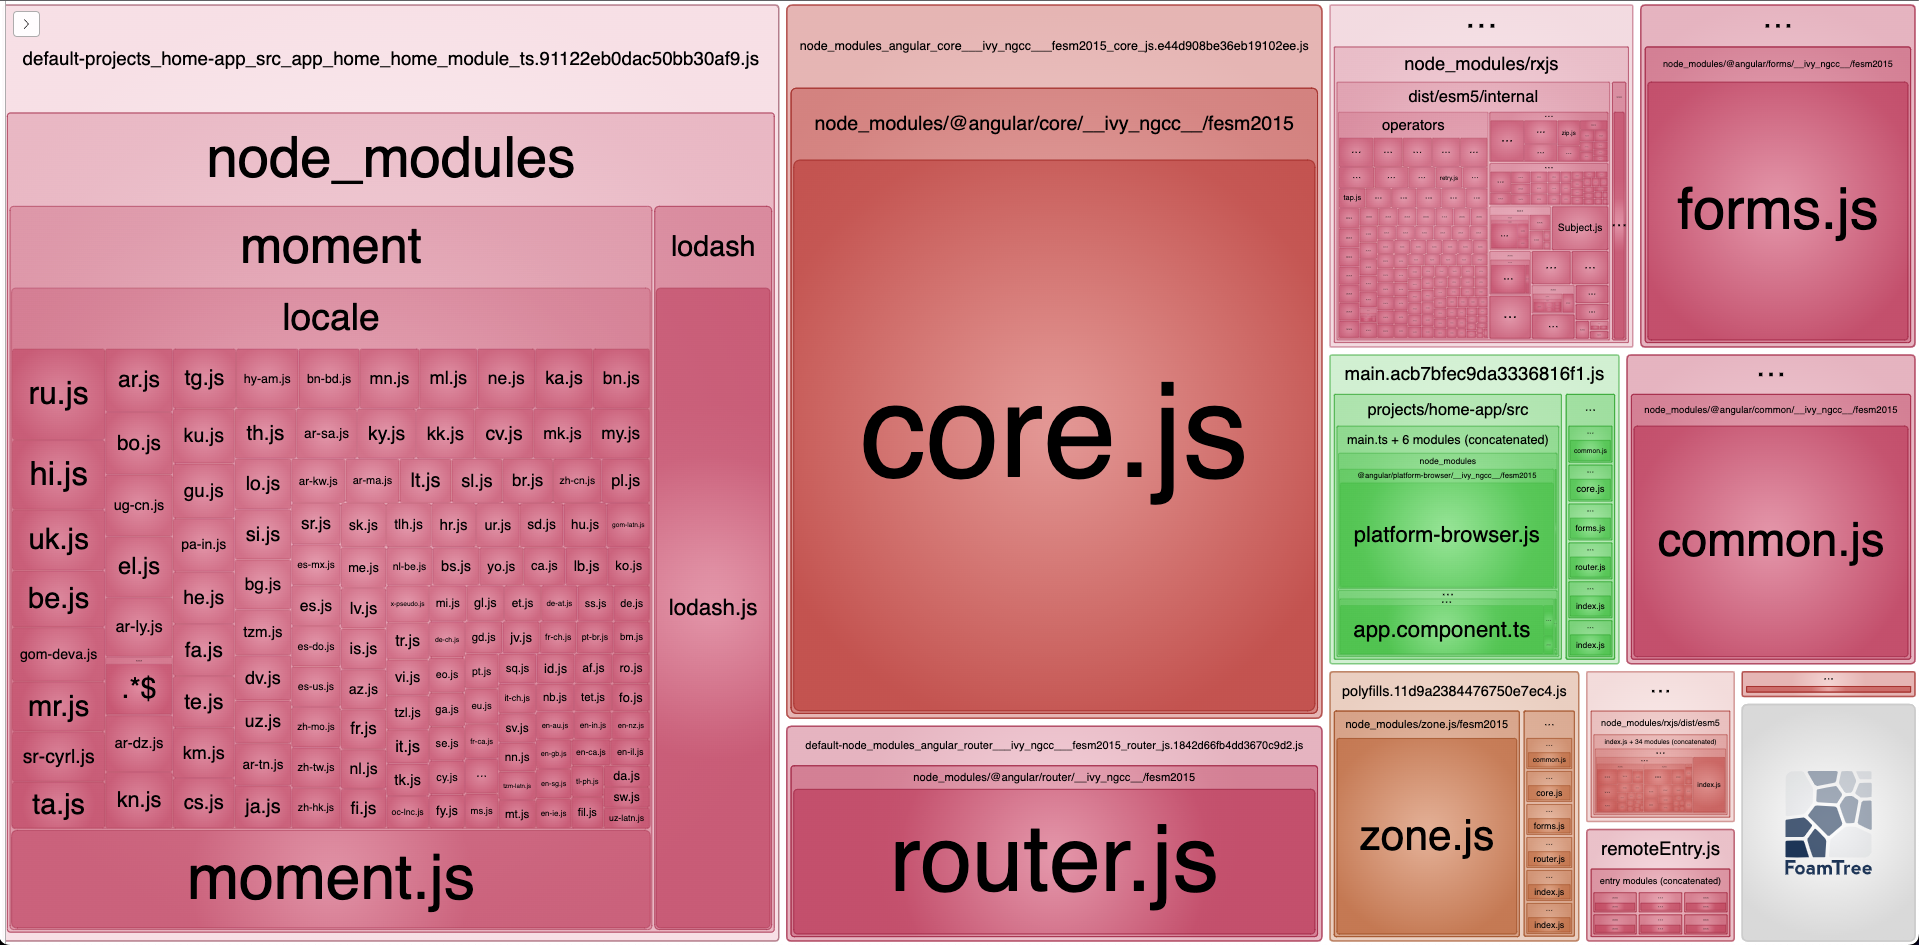 default-projects_home-app_src_app_home_home_module_ts.91122eb0dac50bb30af9.js
node_modules
moment
lodash
locale
lodash.js
ru.js
hi.js
uk.js
be.js
gom-deva.js
mr.js
sr-cyrl.js
ta.js
ar.js
bo.js
ug-cn.js
el.js
ar-ly.js
...
.*$
ar-dz.js
kn.js
tg.js
ku.js
gu.js
pa-in.js
he.js
fa.js
te.js
km.js
cs.js
hy-am.js bn-bd.js mn.js ml.js ne.js ka.js bn.js
th.js ar-sa.js ky.js kk.js cv.js mk.js my.js
lo.js ar-kw.js ar-ma.js lt.js sl.js br.js zh-cn.js pl.js
si.js
bg.js
tzm.js
dv.js
uz.js
ar-tn.js
ja.js
sr.js sk.js tlh.js hr.js ur.js sd.js hu.js gom-latn.js
es-mx.js me.js nl-be.js bs.js yo.js ca.js lb.js ko.js
es.js lv.js x-pseudo.js mi.js gl.js et.js de-at.js ss.js de.js
es-do.js is.js tr.js de-ch.js gd.js jv.js fr-ch.js pt-br.js bm.js
es-us.js az.js vi.js eo.js pt.js sq.js id.js af.js ro.js
zh-mo.js fr.js tzl.js ga.js eu.js it-ch.js nb.js tet.js fo.js
zh-tw.js nl.js it.js se.js fr-ca.js sv.js en-au.js en-in.js en-nz.js
nn.js en-gb.js en-ca.js en-il.js
zh-hk.js fi.js tk.js cy.js ... tzm-latn.js en-sg.js tl-ph.js da.js
sw.js
oc-lnc.js fy.js ms.js mt.js en-ie.js fil.js uz-latn.js
moment.js
node_modules_angular_core___ivy_ngcc___fesm2015_core_js.e44d908be36eb19102ee.js
node_modules/@angular/core/__ivy_ngcc__/fesm2015
core.js
default-node_modules_angular_router___ivy_ngcc___fesm2015_router_js.1842d66fb4dd3670c9d2.js
node_modules/@angular/router/__ivy_ngcc__/fesm2015
router.js
...
node_modules/rxjs
dist/esm5/internal
operators
retry.js
tap.js
zip.js
Subject.js
...
node_modules/@angular/forms/__ivy_ngcc__/fesm2015
forms.js
main.acb7bfec9da3336816f1.js
projects/home-app/src
main.ts + 6 modules (concatenated)
node_modules
@angular/platform-browser/__ivy_ngcc__/fesm2015
platform-browser.js
...
...
app.component.ts
...
...
common.js
...
core.js
...
forms.js
...
router.js
...
index.js
...
index.js
...
node_modules/@angular/common/__ivy_ngcc__/fesm2015
common.js
polyfills.11d9a2384476750e7ec4.js
node_modules/zone.js/fesm2015
zone.js
...
...
common.js
...
core.js
...
forms.js
...
router.js
...
index.js
...
index.js
...
node_modules/rxjs/dist/esm5
index.js + 34 modules (concatenated)
...
index.js
remoteEntry.js
entry modules (concatenated)
...
FoamTree